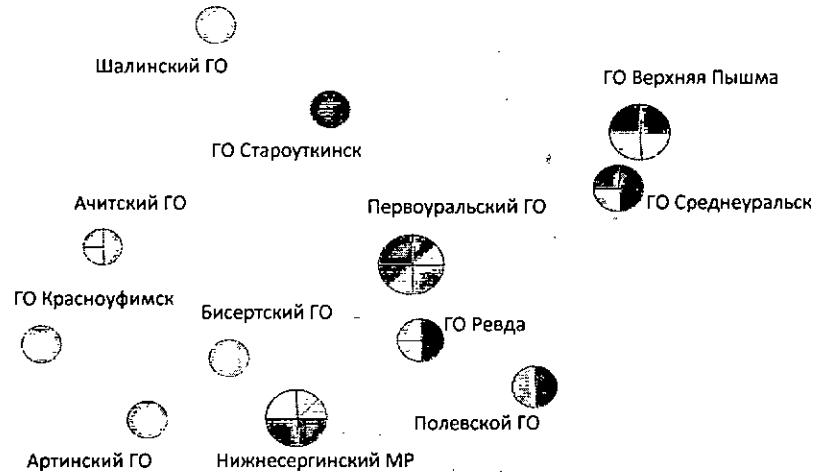 Шалинский ГО
ГО Верхняя Пышма
ГО Староуткинск
Ачитский ГО
Первоуральский ГО
ГО Среднеуральск
ГО Красноуфимск
Бисертский ГО
ГО Ревда
Полевской ГО
Артинский ГО
Нижнесергинский МР